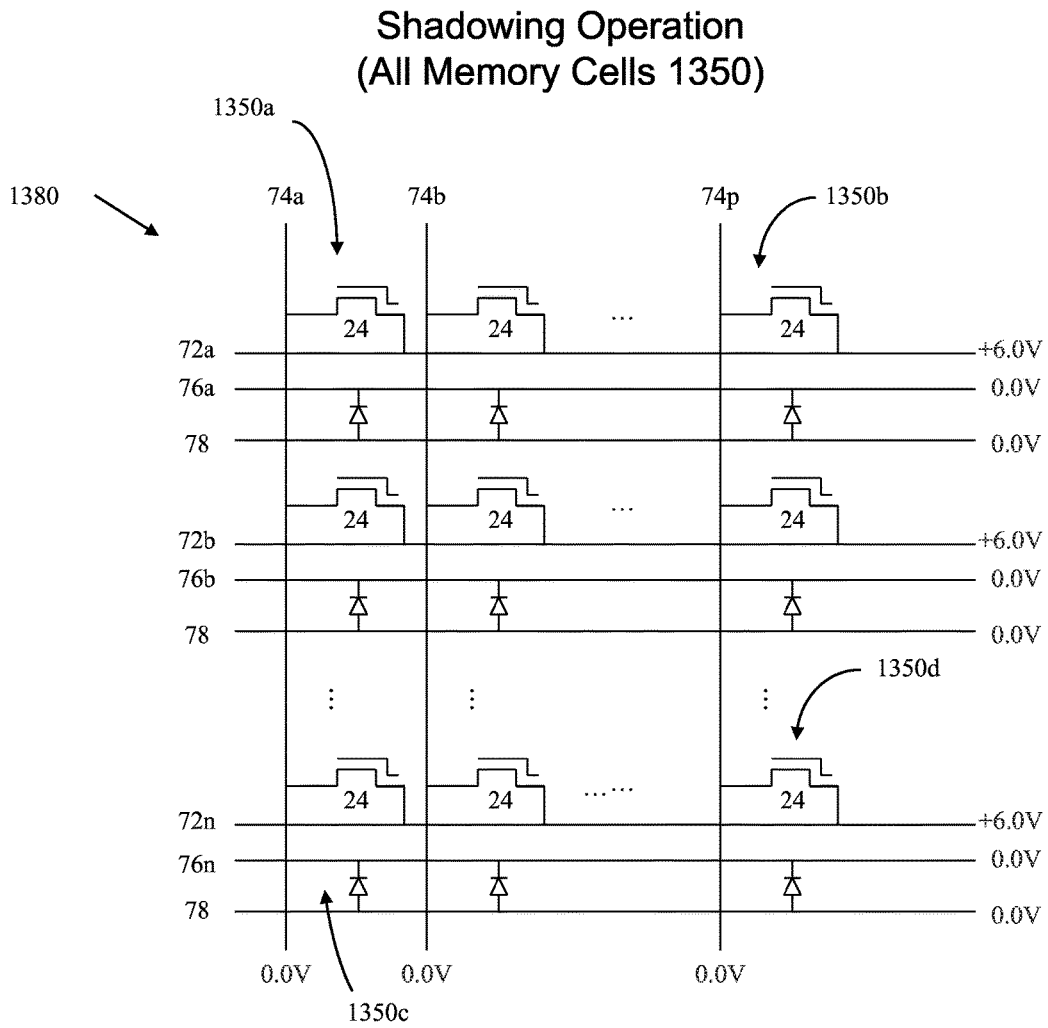 Shadowing Operation
(All Memory Cells 1350)
1350a
1380
74a 74b 74p 1350b
24 24 ... 24
72a +6.0V
76a 0.0V
78 0.0V
24 24 ... 24
72b +6.0V
76b 0.0V
78 0.0V
1350d
⋮ ⋮ ⋮
24 24 ...... 24
72n +6.0V
76n 0.0V
78 0.0V
0.0V 0.0V 0.0V
1350c